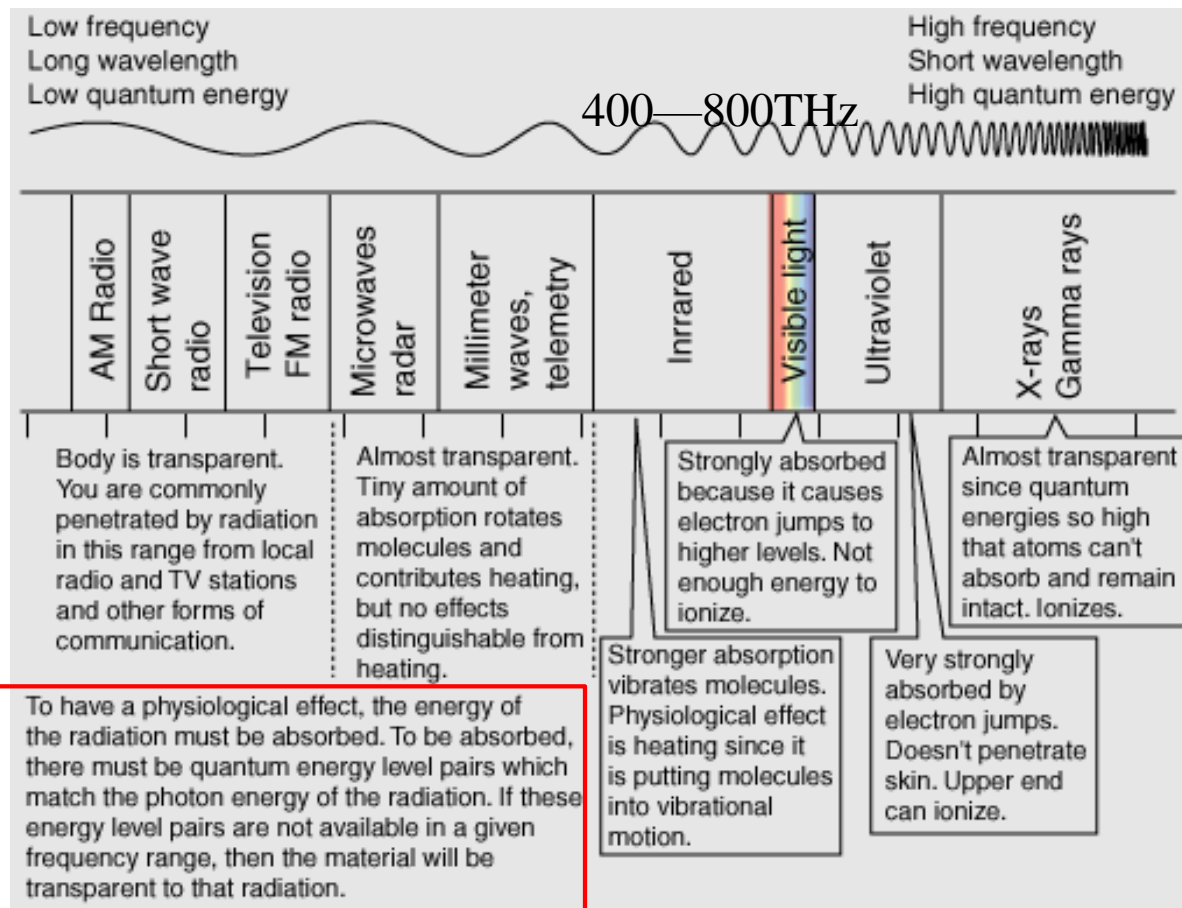 Low frequency
Long wavelength
Low quantum energy
High frequency
Short wavelength
High quantum energy
400—800THz
AM Radio
Short wave
radio
Television
FM radio
Microwaves
radar
Millimeter
waves,
telemetry
Inrrared
Visible light
Ultraviolet
X-rays
Gamma rays
Body is transparent.
You are commonly
penetrated by radiation
in this range from local
radio and TV stations
and other forms of
communication.
Almost transparent.
Tiny amount of
absorption rotates
molecules and
contributes heating,
but no effects
distinguishable from
heating.
Strongly absorbed
because it causes
electron jumps to
higher levels. Not
enough energy to
ionize.
Almost transparent
since quantum
energies so high
that atoms can't
absorb and remain
intact. Ionizes.
Stronger absorption
vibrates molecules.
Physiological effect
is heating since it
is putting molecules
into vibrational
motion.
Very strongly
absorbed by
electron jumps.
Doesn't penetrate
skin. Upper end
can ionize.
To have a physiological effect, the energy of
the radiation must be absorbed. To be absorbed,
there must be quantum energy level pairs which
match the photon energy of the radiation. If these
energy level pairs are not available in a given
frequency range, then the material will be
transparent to that radiation.